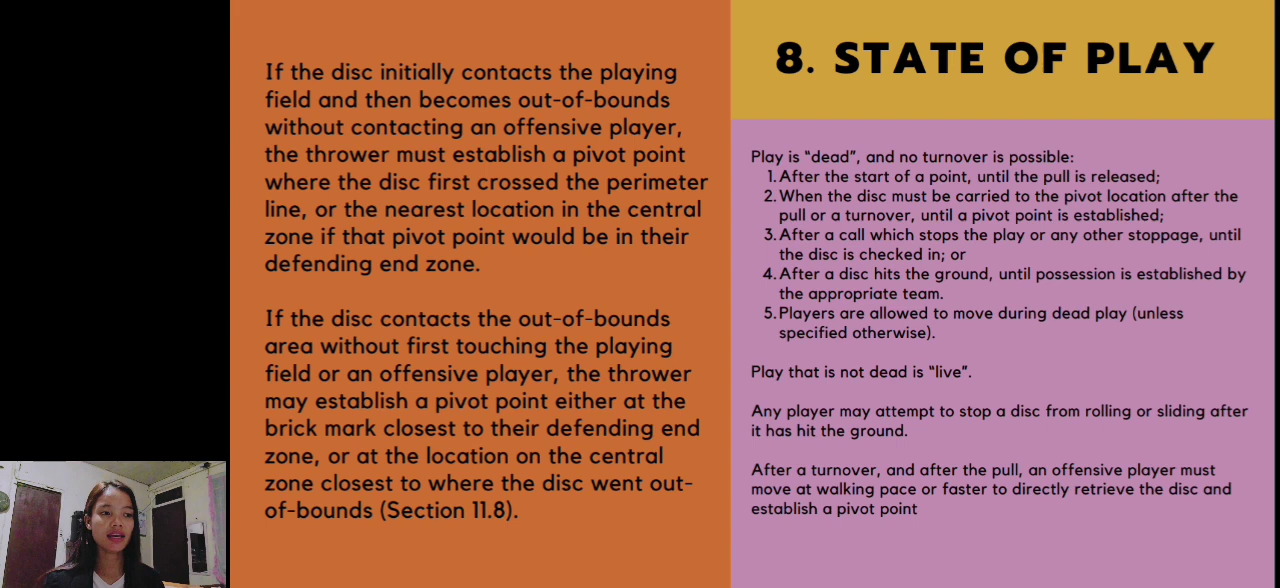 If the disc initially contacts the playing
field and then becomes out-of-bounds
without contacting an offensive player,
the thrower must establish a pivot point
where the disc first crossed the perimeter
line, or the nearest location in the central
zone if that pivot point would be in their
defending end zone.
If the disc contacts the out-of-bounds
area without first touching the playing
field or an offensive player, the thrower
may establish a pivot point either at the
brick mark closest to their defending end
zone, or at the location on the central
zone closest to where the disc went out-
of-bounds (Section 11.8).
8. STATE OF PLAY
Play is “dead”, and no turnover is possible:
1. After the start of a point, until the pull is released;
2. When the disc must be carried to the pivot location after the
pull or a turnover, until a pivot point is established;
3. After a call which stops the play or any other stoppage, until
the disc is checked in; or
4. After a disc hits the ground, until possession is established by
the appropriate team.
5. Players are allowed to move during dead play (unless
specified otherwise).
Play that is not dead is “live”.
Any player may attempt to stop a disc from rolling or sliding after
it has hit the ground.
After a turnover, and after the pull, an offensive player must
move at walking pace or faster to directly retrieve the disc and
establish a pivot point